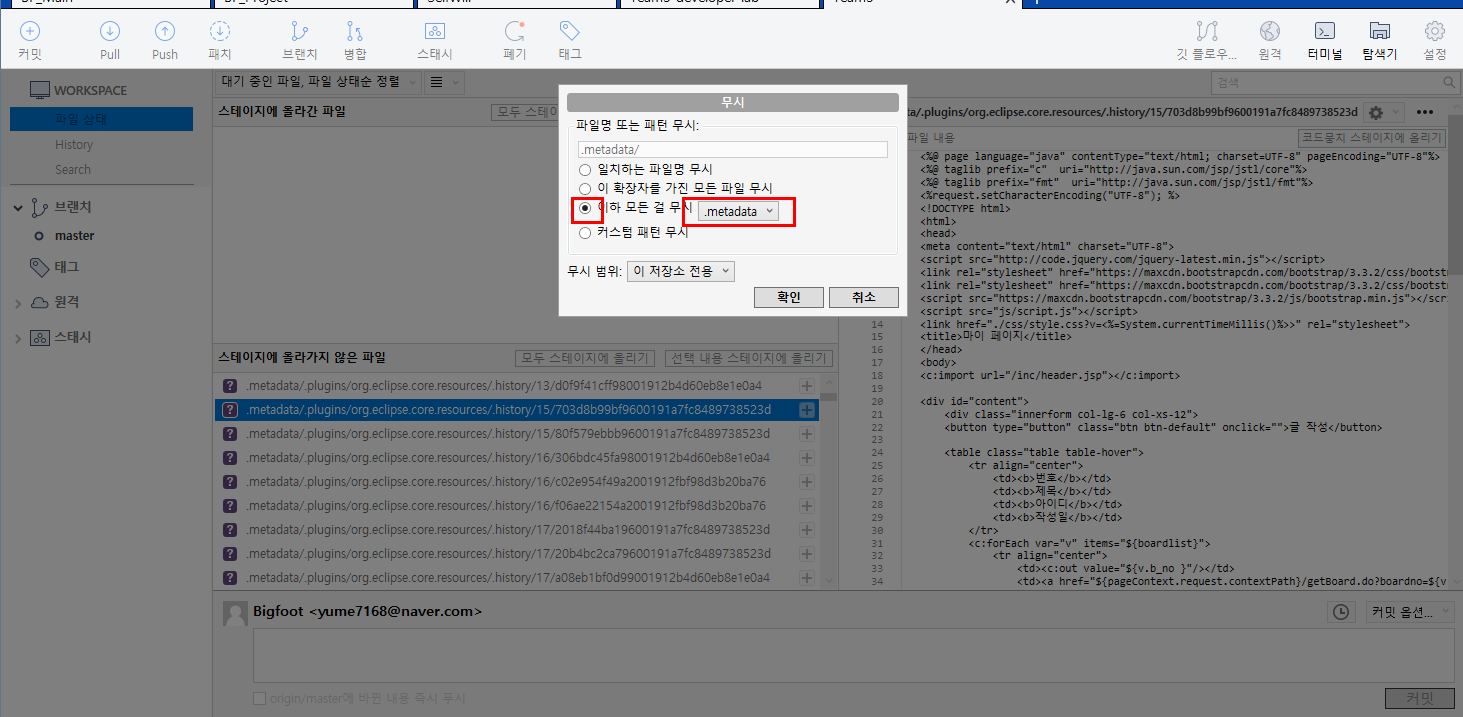 커밋 Pull Push 패치 브랜치 병합 스태시 폐기 태그 깃 플로우... 원격 터미널 탐색기 설정
WORKSPACE
파일 상태
History
Search
브랜치
master
태그
원격
스태시
대기 중인 파일, 파일 상태순 정렬
검색
스테이지에 올라간 파일
모두 스테이
무시
파일명 또는 패턴 무시:
.metadata/
일치하는 파일명 무시
이 확장자를 가진 모든 파일 무시
이하 모든 걸 무시 .metadata
커스텀 패턴 무시
무시 범위: 이 저장소 전용
확인 취소
스테이지에 올라가지 않은 파일 모두 스테이지에 올리기 선택 내용 스테이지에 올리기
.metadata/.plugins/org.eclipse.core.resources/.history/13/d0f9f41cff98001912b4d60eb8e1e0a4
.metadata/.plugins/org.eclipse.core.resources/.history/15/703d8b99bf9600191a7fc8489738523d
.metadata/.plugins/org.eclipse.core.resources/.history/15/80f579ebbb9600191a7fc8489738523d
.metadata/.plugins/org.eclipse.core.resources/.history/16/306bdc45fa98001912b4d60eb8e1e0a4
.metadata/.plugins/org.eclipse.core.resources/.history/16/c02e954f49a2001912fbf98d3b20ba76
.metadata/.plugins/org.eclipse.core.resources/.history/16/f06ae22154a2001912fbf98d3b20ba76
.metadata/.plugins/org.eclipse.core.resources/.history/17/2018f44ba19600191a7fc8489738523d
.metadata/.plugins/org.eclipse.core.resources/.history/17/20b4bc2ca79600191a7fc8489738523d
.metadata/.plugins/org.eclipse.core.resources/.history/17/a08eb1bf0d99001912b4d60eb8e1e0a4
ta/.plugins/org.eclipse.core.resources/.history/15/703d8b99bf9600191a7fc8489738523d
파일 내용 코드뭉치 스테이지에 올리기
<%@ page language="java" contentType="text/html; charset=UTF-8" pageEncoding="UTF-8"%>
<%@ taglib prefix="c" uri="http://java.sun.com/jsp/jstl/core"%>
<%@ taglib prefix="fmt" uri="http://java.sun.com/jsp/jstl/fmt"%>
<%request.setCharacterEncoding("UTF-8"); %>
<!DOCTYPE html>
<html>
<head>
<meta content="text/html" charset="UTF-8">
<script src="http://code.jquery.com/jquery-latest.min.js"></script>
<link rel="stylesheet" href="https://maxcdn.bootstrapcdn.com/bootstrap/3.3.2/css/bootst
<link rel="stylesheet" href="https://maxcdn.bootstrapcdn.com/bootstrap/3.3.2/css/bootst
<script src="https://maxcdn.bootstrapcdn.com/bootstrap/3.3.2/js/bootstrap.min.js"></scr
<script src="js/script.js"></script>
14 <link href="./css/style.css?v=<%=System.currentTimeMillis()%>>" rel="stylesheet">
15 <title>마이 페이지</title>
16 </head>
17 <body>
18 <c:import url="/inc/header.jsp"></c:import>
19
20 <div id="content">
21 <div class="innerform col-lg-6 col-xs-12">
22 <button type="button" class="btn btn-default" onclick="">글 작성</button>
23
24 <table class="table table-hover">
25 <tr align="center">
26 <td><b>번호</b></td>
27 <td><b>제목</b></td>
28 <td><b>아이디</b></td>
29 <td><b>작성일</b></td>
30 </tr>
31 <c:forEach var="v" items="${boardlist}">
32 <tr align="center">
33 <td><c:out value="${v.b_no }"/></td>
34 <td><a href="${pageContext.request.contextPath}/getBoard.do?boardno=${v
Bigfoot <yume7168@naver.com>
커밋 옵션...
origin/master에 바뀐 내용 즉시 푸시
커밋